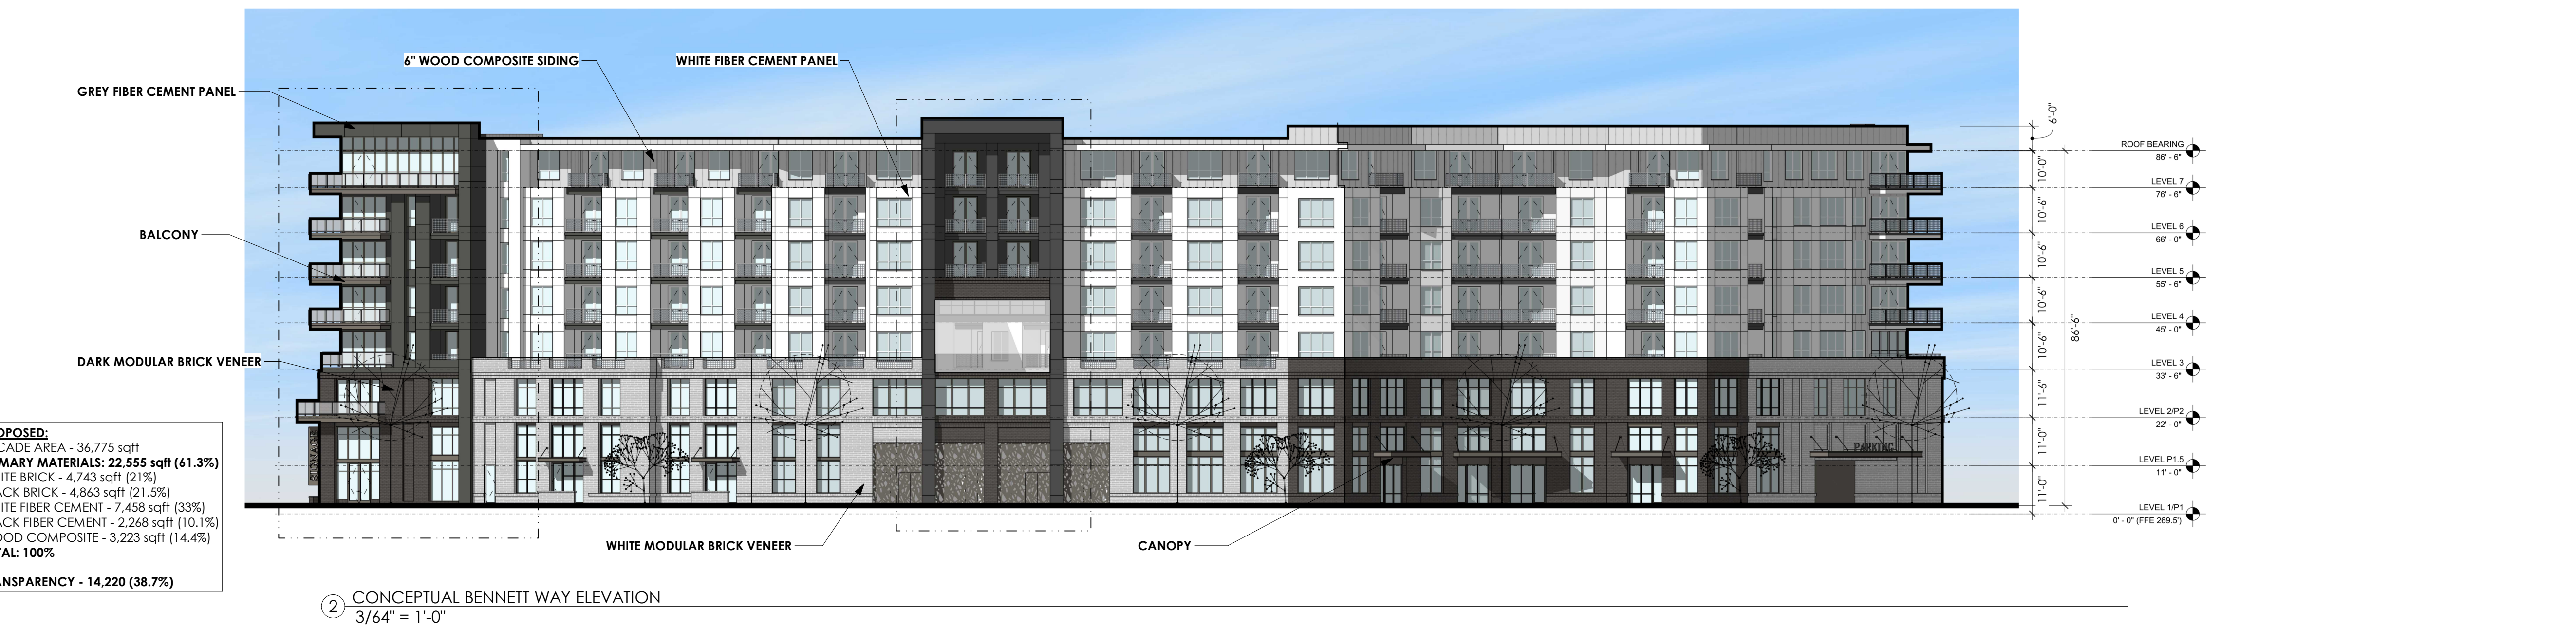 6" WOOD COMPOSITE SIDING
WHITE FIBER CEMENT PANEL
GREY FIBER CEMENT PANEL
BALCONY
DARK MODULAR BRICK VENEER
OPOSED:
CADE AREA - 36,775 sqft
MARY MATERIALS: 22,555 sqft (61.3%)
ITE BRICK - 4,743 sqft (21%)
ACK BRICK - 4,863 sqft (21.5%)
ITE FIBER CEMENT - 7,458 sqft (33%)
ACK FIBER CEMENT - 2,268 sqft (10.1%)
OOD COMPOSITE - 3,223 sqft (14.4%)
TAL: 100%
ANSPARENCY - 14,220 (38.7%)
SIGNAGE
PARKING
WHITE MODULAR BRICK VENEER
CANOPY
6'-0"
10'-0"
10'-6"
10'-6"
10'-6"
10'-6"
11'-6"
11'-0"
11'-0"
86'-6"
ROOF BEARING
86' - 6"
LEVEL 7
76' - 6"
LEVEL 6
66' - 0"
LEVEL 5
55' - 6"
LEVEL 4
45' - 0"
LEVEL 3
33' - 6"
LEVEL 2/P2
22' - 0"
LEVEL P1.5
11' - 0"
LEVEL 1/P1
0' - 0" (FFE 269.5')
2 CONCEPTUAL BENNETT WAY ELEVATION
3/64" = 1'-0"